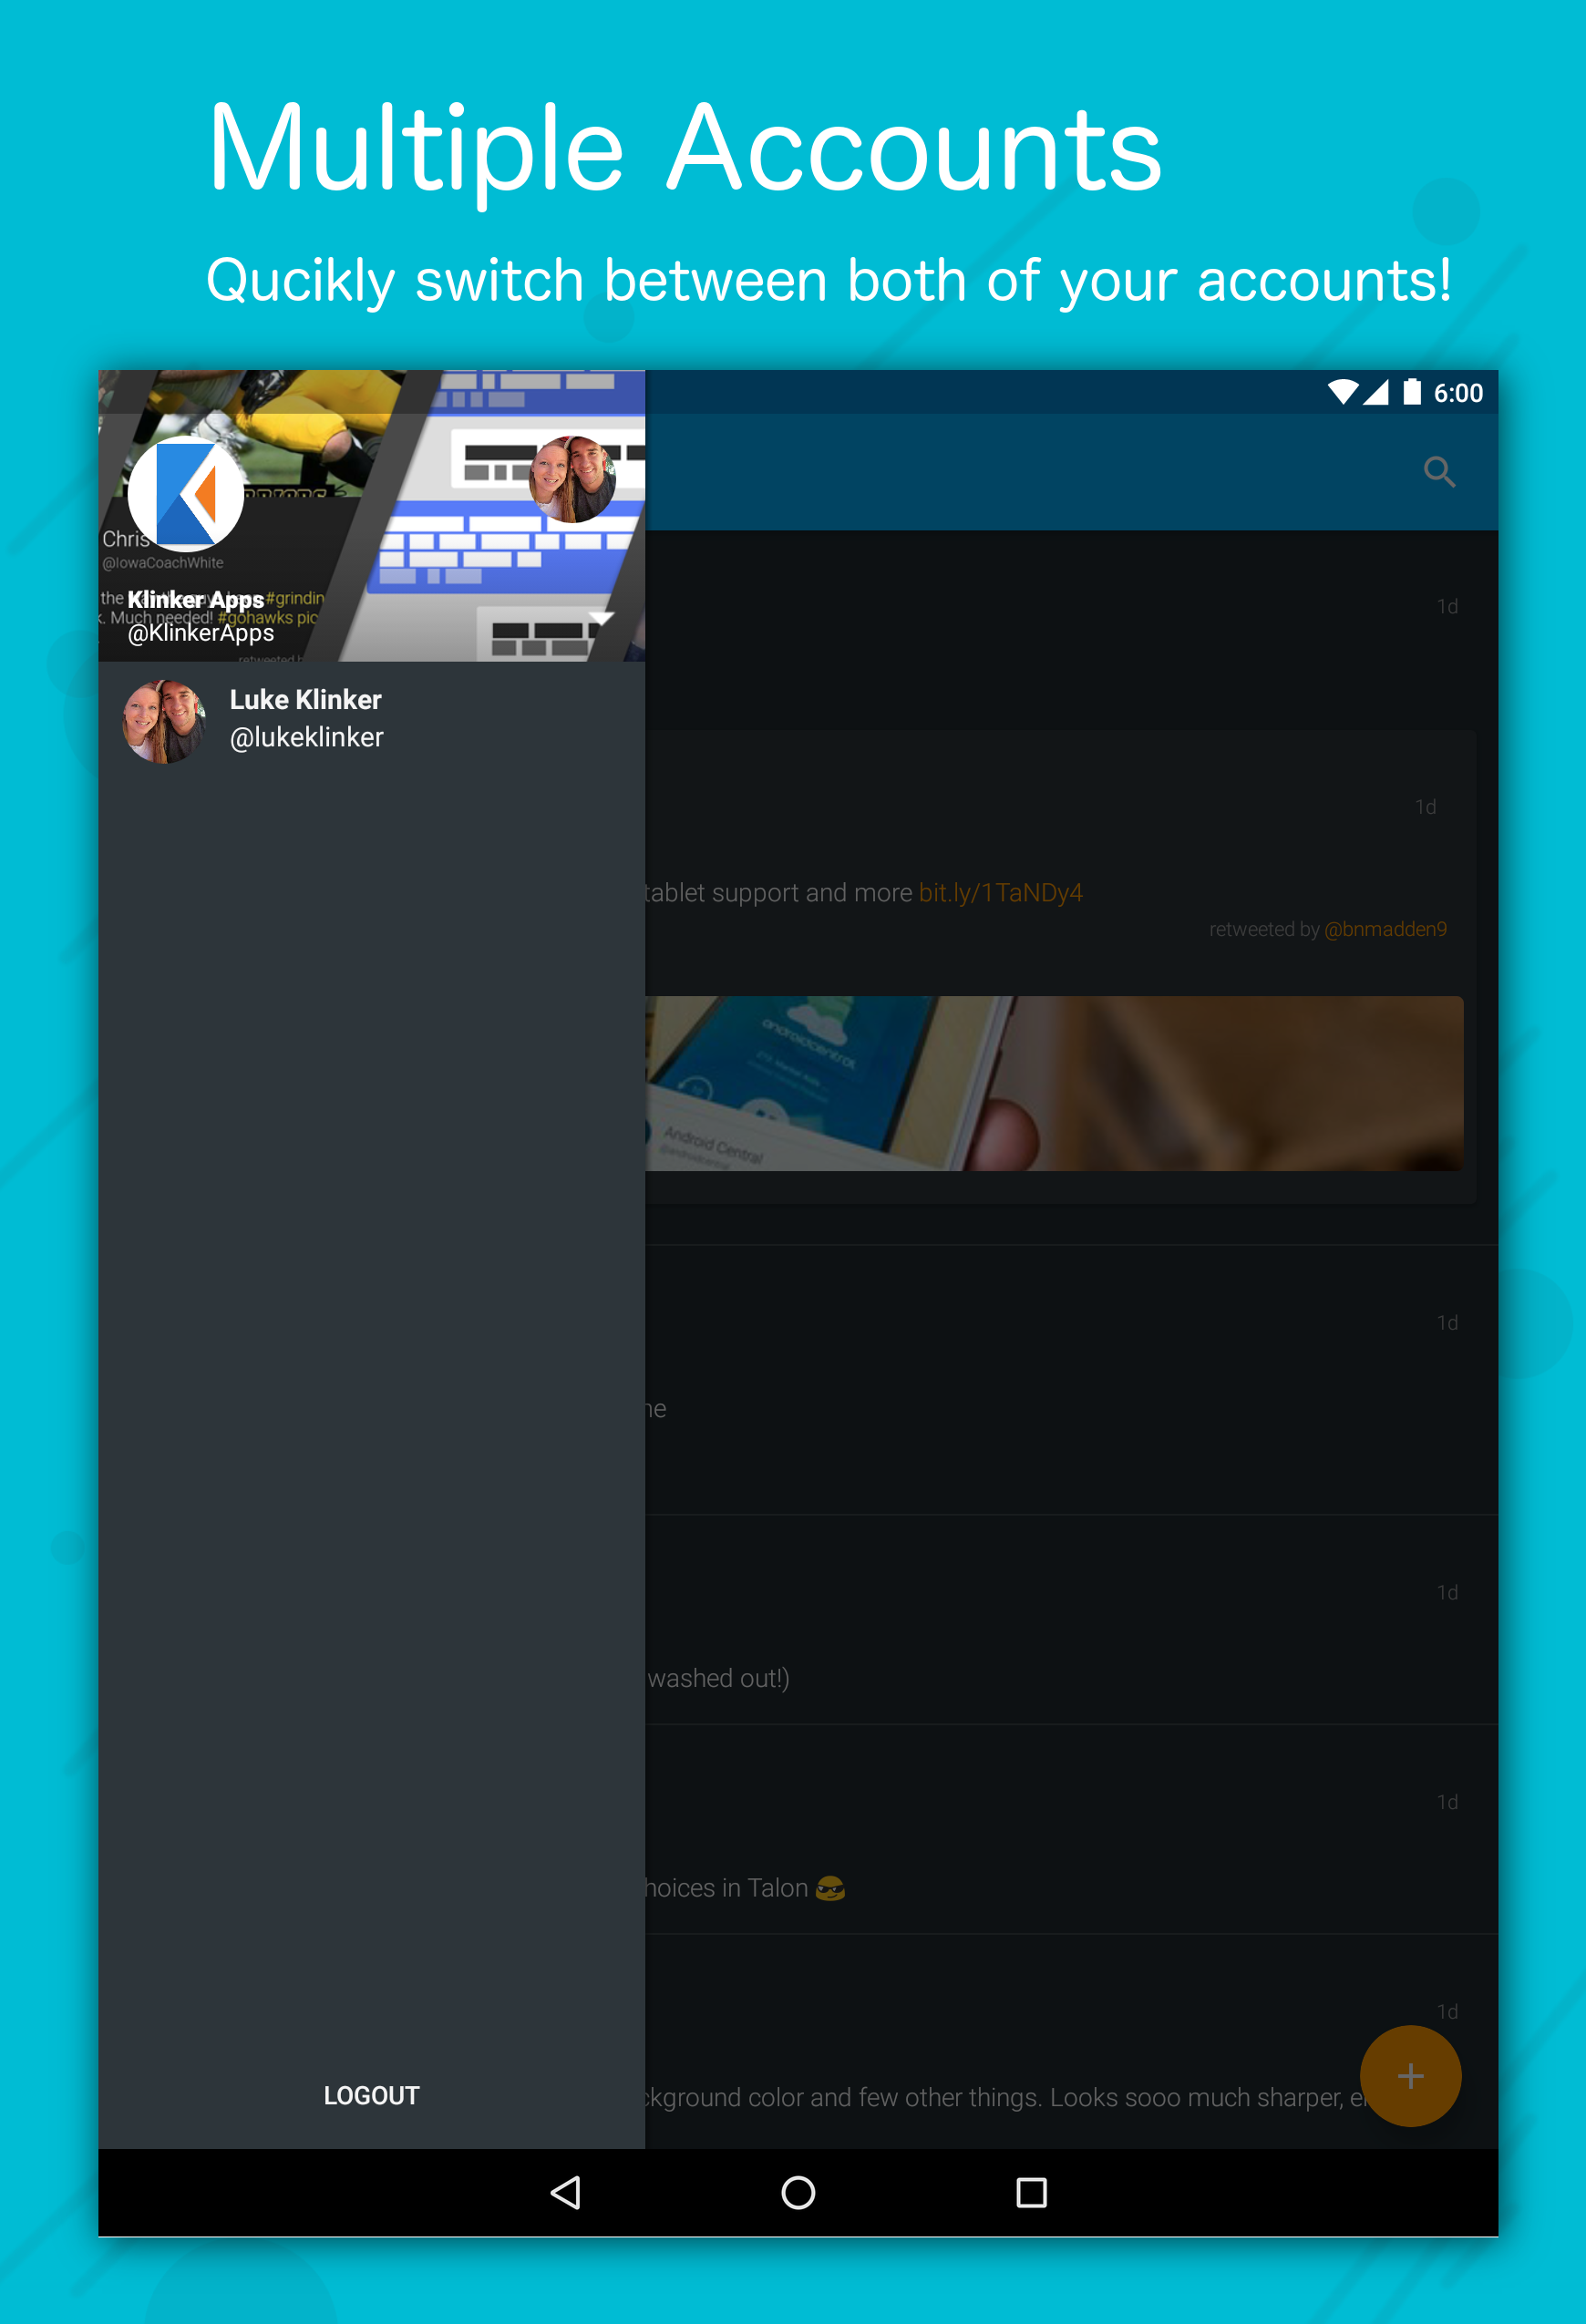 Multiple Accounts
Qucikly switch between both of your accounts!
6:00
Chris
@IowaCoachWhite
the
#grindin
k. Much needed! #gohawks pic
Klinker Apps
@KlinkerApps
retweeted b
Luke Klinker
@lukeklinker
1d
1d
tablet support and more bit.ly/1TaNDy4
retweeted by @bnmadden9
androidcentral
Android Central
@androidcentral
1d
ne
1d
washed out!)
1d
hoices in Talon 😎
1d
ckground color and few other things. Looks sooo much sharper, e
LOGOUT